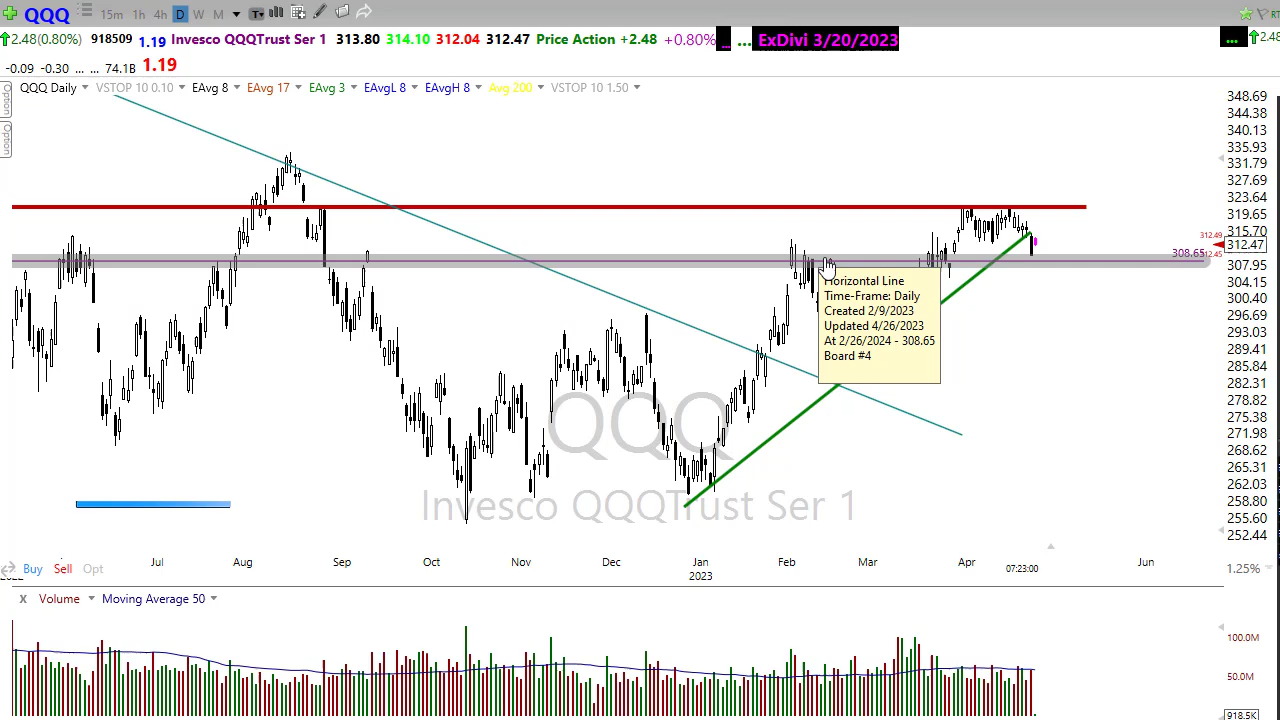 QQQ 15m 1h 4h D W M T
2.48(0.80%) 918509 1.19 Invesco QQQTrust Ser 1 313.80 314.10 312.04 312.47 Price Action +2.48 +0.80% ... ... ExDivi 3/20/2023 ... 2.48
-0.09 -0.30 ... ... 74.1B 1.19
Option
Option
QQQ Daily VSTOP 10 0.10 EAvg 8 EAvg 17 EAvg 3 EAvgL 8 EAvgH 8 Avg 200 VSTOP 10 1.50
348.69
344.38
340.13
335.93
331.79
327.69
323.64
319.65
315.70
312.49
312.47
308.65
312.45
307.95
304.15
300.40
296.69
293.03
289.41
285.84
282.31
278.82
275.38
271.98
268.62
265.31
262.03
258.80
255.60
252.44
Horizontal Line
Time-Frame: Daily
Created 2/9/2023
Updated 4/26/2023
At 2/26/2024 - 308.65
Board #4
QQQ
Invesco QQQTrust Ser 1
Jul Aug Sep Oct Nov Dec Jan Feb Mar Apr 07:23:00 Jun
2023
Buy Sell Opt 1.25%
X Volume Moving Average 50
100.0M
50.0M
918.5K